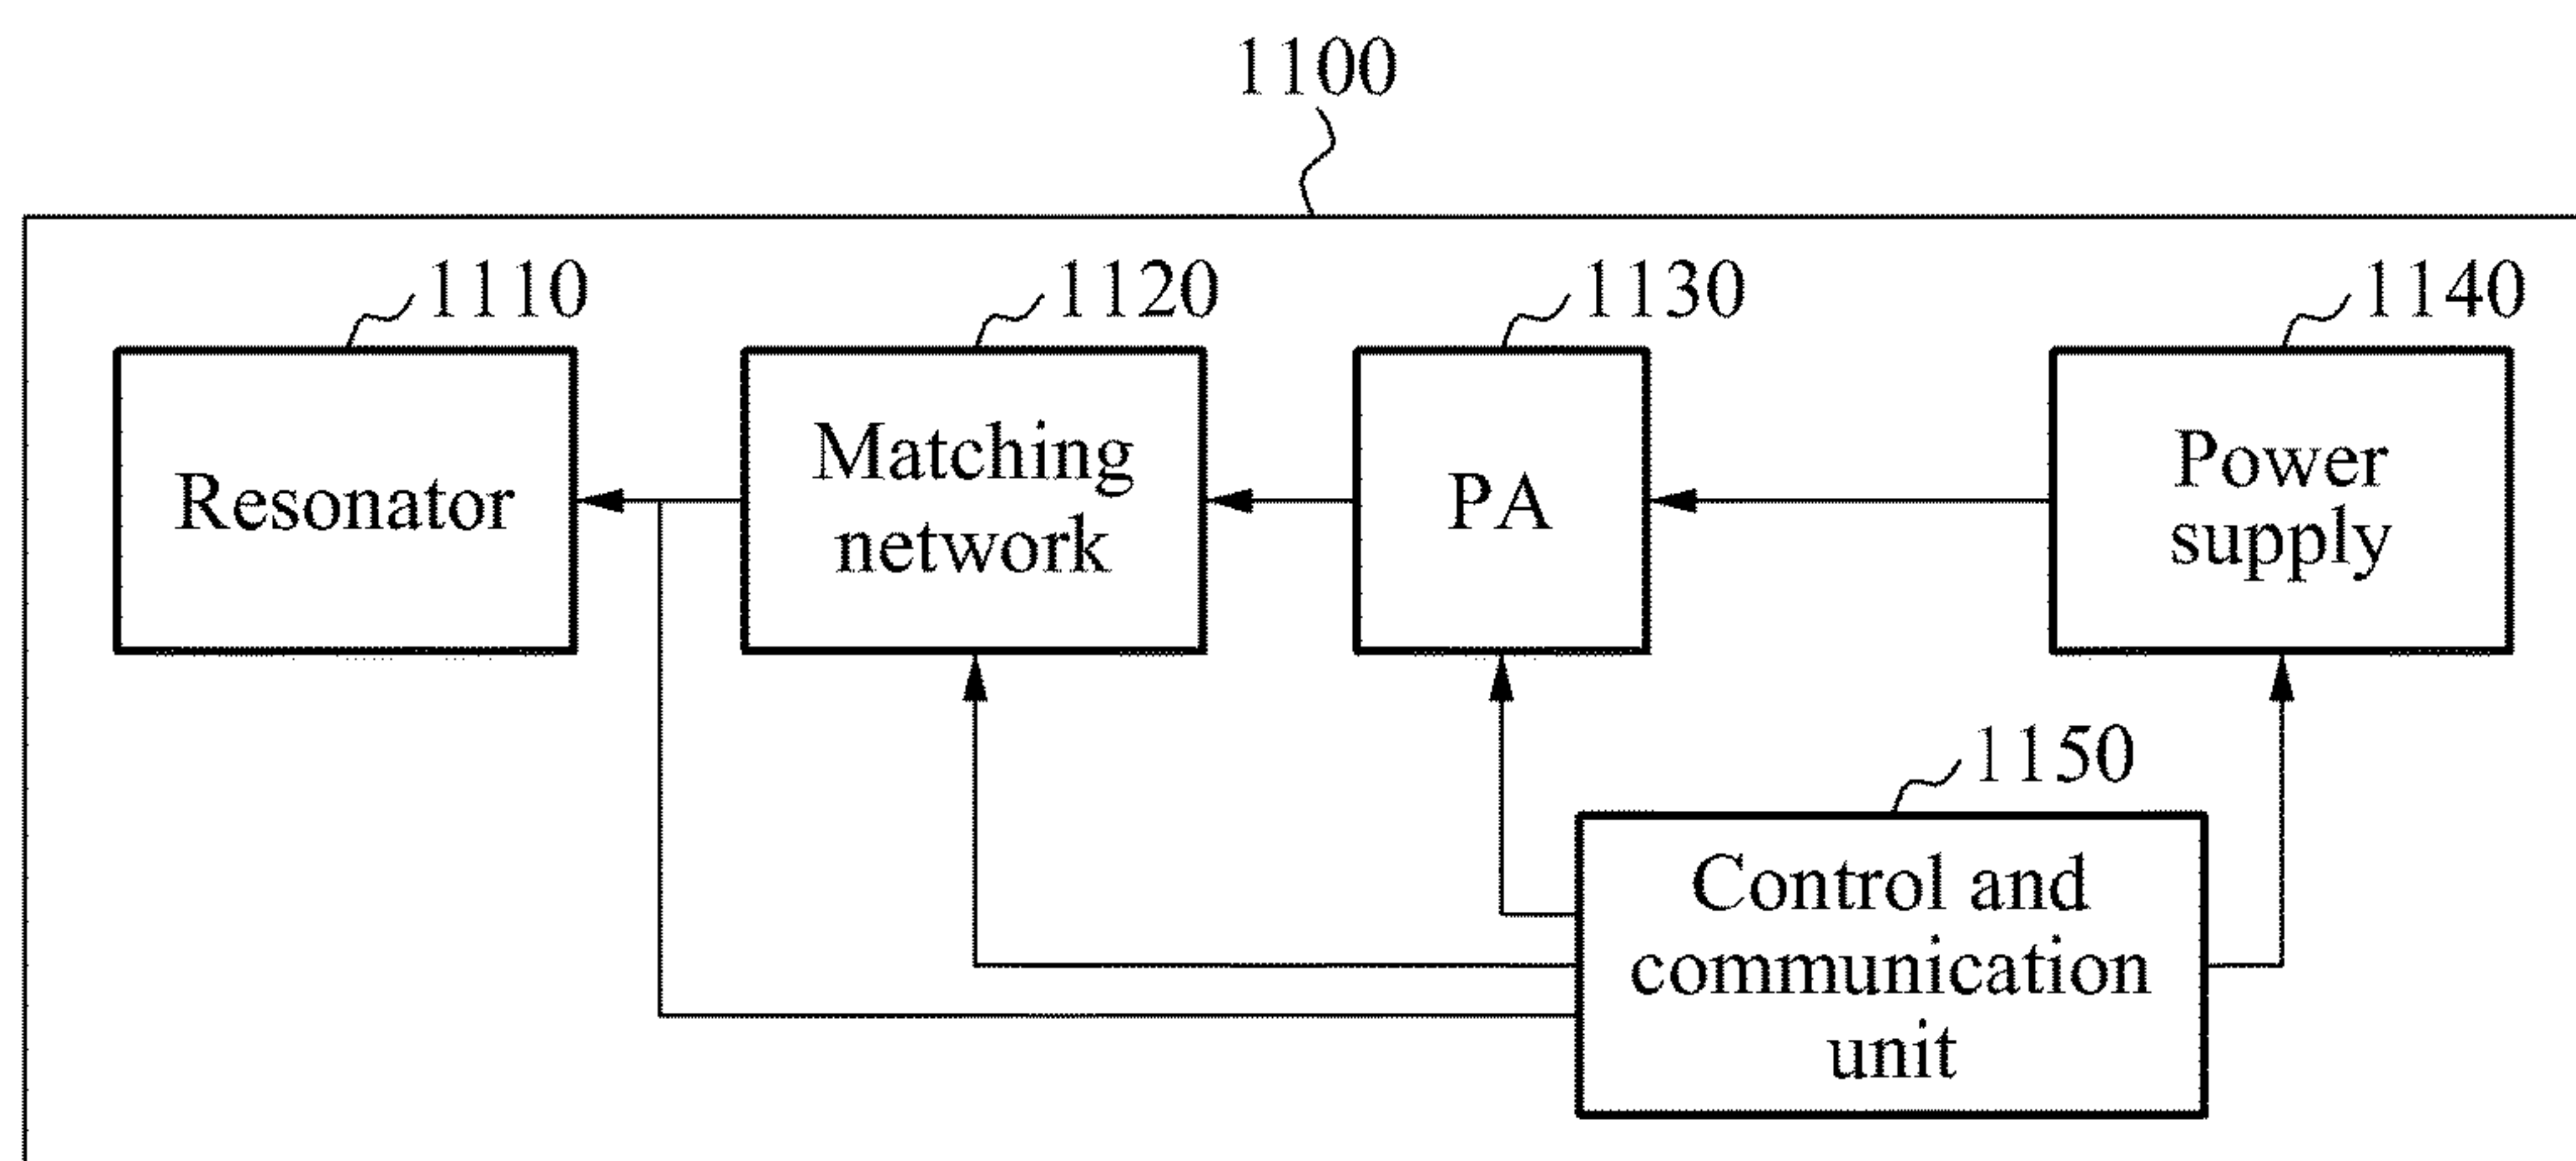 1100
1110
1120
1130
1140
Resonator
Matching
network
PA
Power
supply
1150
Control and
communication
unit